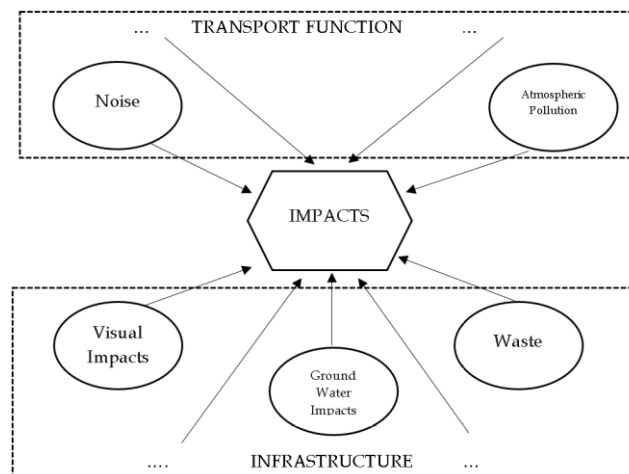 ... TRANSPORT FUNCTION ...
Noise
Atmospheric
Pollution
IMPACTS
Visual
Impacts
Waste
Ground
Water
Impacts
.... INFRASTRUCTURE ...